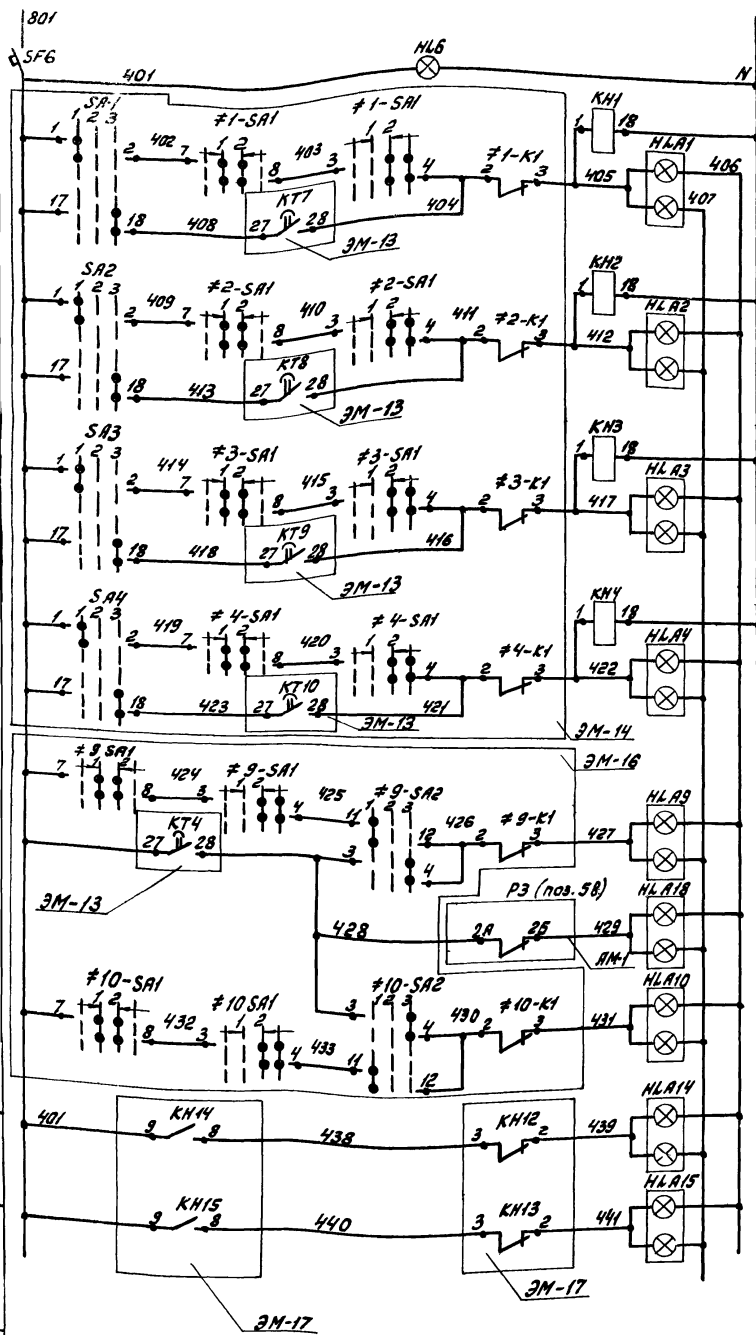 801
SF6
401
HL6
N
SA1
1 2 3
1
2
402
7
≠1-SA1
1 2
8
403
3
≠1-SA1
1 2
4
2
≠1-K1
3
KH1
1
18
405
HLA1
406
407
17
18
408
KT7
27
28
404
ЭМ-13
SA2
1 2 3
1
2
409
7
≠2-SA1
1 2
8
410
3
≠2-SA1
1 2
4
411
2
≠2-K1
3
KH2
1
18
412
HLA2
17
18
413
KT8
27
28
ЭМ-13
SA3
1 2 3
1
2
414
7
≠3-SA1
1 2
8
415
3
≠3-SA1
1 2
4
2
≠3-K1
3
KH3
1
18
417
HLA3
17
18
418
KT9
27
28
416
ЭМ-13
SA4
1 2 3
1
2
419
7
≠4-SA1
1 2
8
420
3
≠4-SA1
1 2
4
2
≠4-K1
3
KH4
1
18
422
HLA4
17
18
423
KT10
27
28
421
ЭМ-13
ЭМ-14
ЭМ-16
7
≠9-SA1
1 2
8
424
3
≠9-SA1
1 2
4
425
11
≠9-SA2
1 2 3
12
426
2
≠9-K1
3
427
HLA9
KT4
27
28
3
4
ЭМ-13
P3 (поз. 58)
428
2А
2Б
429
АМ-1
HLA18
7
≠10-SA1
1 2
8
432
3
≠10SA1
1 2
4
433
11
3
≠10-SA2
1 2 3
4
430
12
2
≠10-K1
3
431
HLA10
401
9
KH14
8
438
3
KH12
2
439
HLA14
9
KH15
8
440
3
KH13
2
441
HLA15
ЭМ-17
ЭМ-17